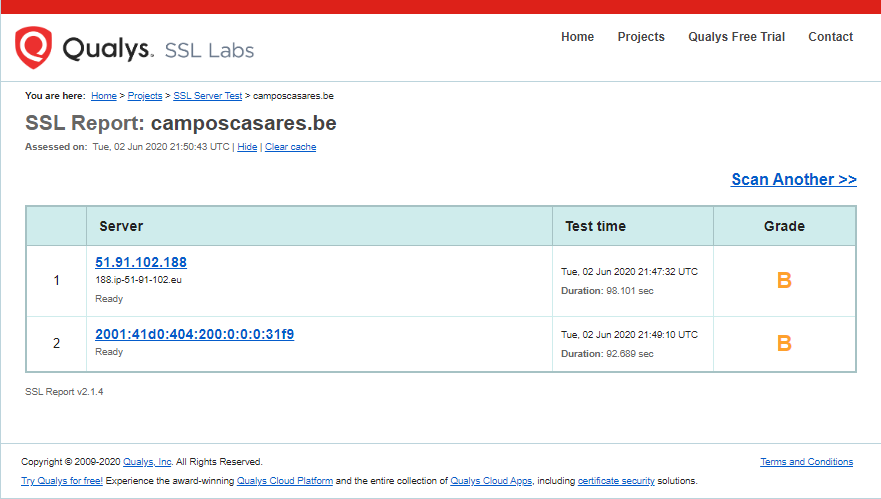 Qualys. SSL Labs
Home Projects Qualys Free Trial Contact
You are here: Home > Projects > SSL Server Test > camposcasares.be
SSL Report: camposcasares.be
Assessed on: Tue, 02 Jun 2020 21:50:43 UTC | Hide | Clear cache
Scan Another >>
Server Test time Grade
1
51.91.102.188
188.ip-51-91-102.eu
Ready
Tue, 02 Jun 2020 21:47:32 UTC
Duration: 98.101 sec
B
2
2001:41d0:404:200:0:0:0:31f9
Ready
Tue, 02 Jun 2020 21:49:10 UTC
Duration: 92.689 sec
B
SSL Report v2.1.4
Copyright © 2009-2020 Qualys, Inc. All Rights Reserved. Terms and Conditions
Try Qualys for free! Experience the award-winning Qualys Cloud Platform and the entire collection of Qualys Cloud Apps, including certificate security solutions.